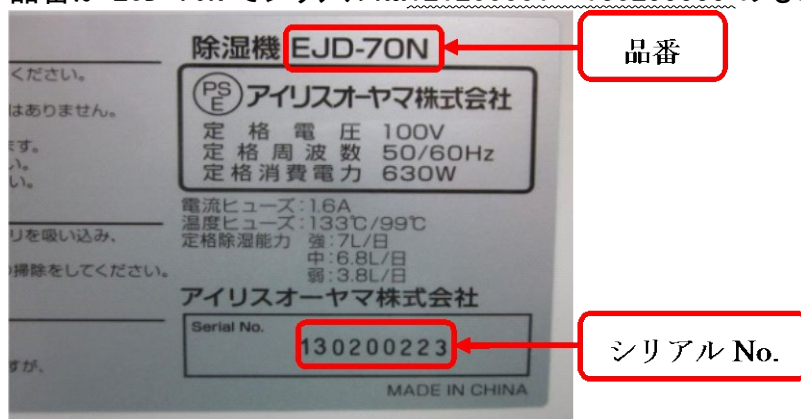 除湿機 EJD-70N
品番
ください。
はありません。
PS
E
アイリスオーヤマ株式会社
定格電圧 100V
定格周波数 50/60Hz
定格消費電力 630W
ます。
い。
さい。
電流ヒューズ:1.6A
温度ヒューズ:133℃/99℃
定格除湿能力 強:7L/日
中:6.8L/日
弱:3.8L/日
リを吸い込み、
掃除をしてください。
アイリスオーヤマ株式会社
Serial No.
130200223
シリアル No.
すが、
MADE IN CHINA